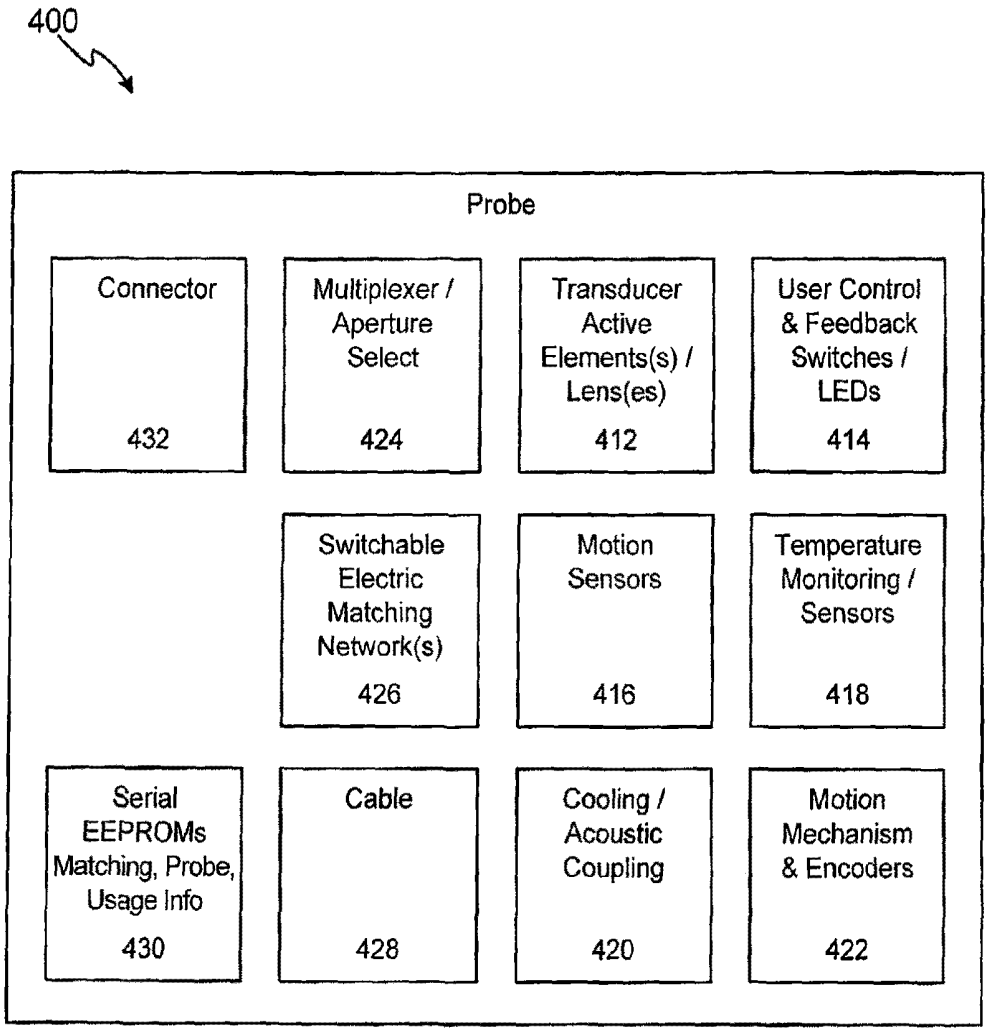 400
Probe
Connector
432
Multiplexer /
Aperture
Select
424
Transducer
Active
Elements(s) /
Lens(es)
412
User Control
& Feedback
Switches /
LEDs
414
Switchable
Electric
Matching
Network(s)
426
Motion
Sensors
416
Temperature
Monitoring /
Sensors
418
Serial
EEPROMs
Matching, Probe,
Usage Info
430
Cable
428
Cooling /
Acoustic
Coupling
420
Motion
Mechanism
& Encoders
422